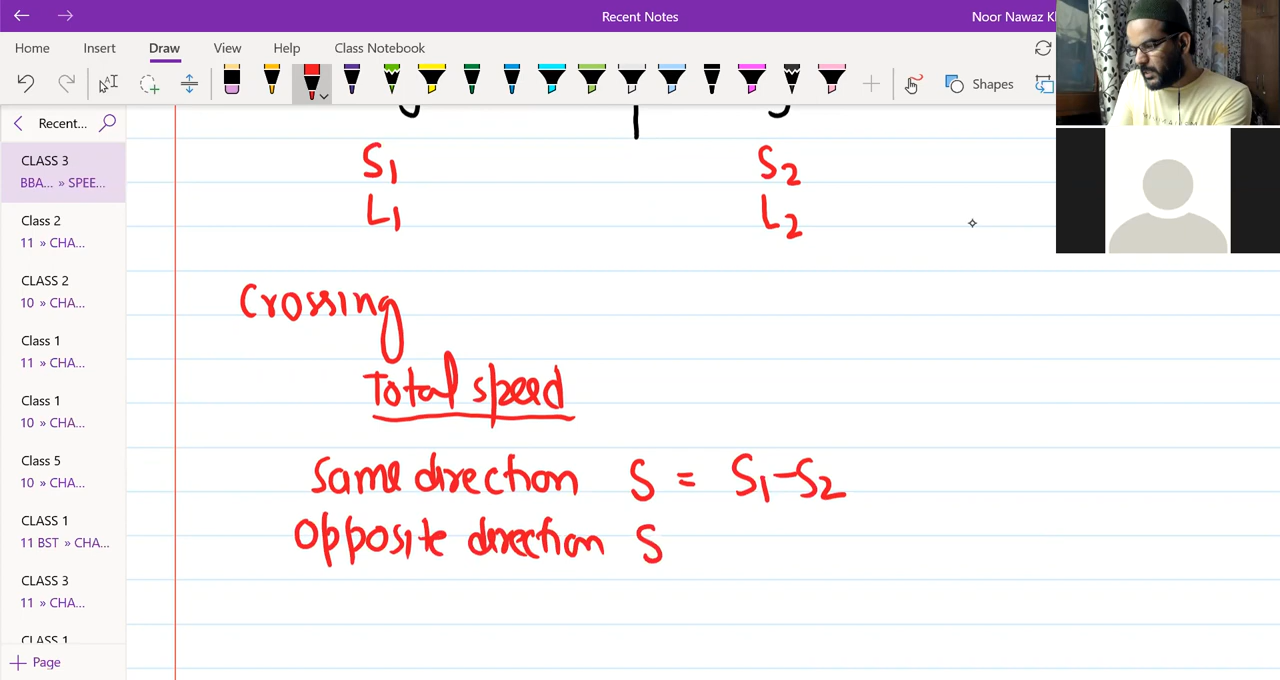 Recent Notes
Noor Nawaz Kh
Home Insert Draw View Help Class Notebook
Shapes
Recent...
CLASS 3
BBA... » SPEE...
Class 2
11 » CHA...
CLASS 2
10 » CHA...
Class 1
11 » CHA...
Class 1
10 » CHA...
Class 5
10 » CHA...
CLASS 1
11 BST » CHA...
CLASS 3
11 » CHA...
CLASS 1
Page
S1 S2
L1 L2
Crossing
Total speed
Same direction S = S1-S2
Opposite direction S